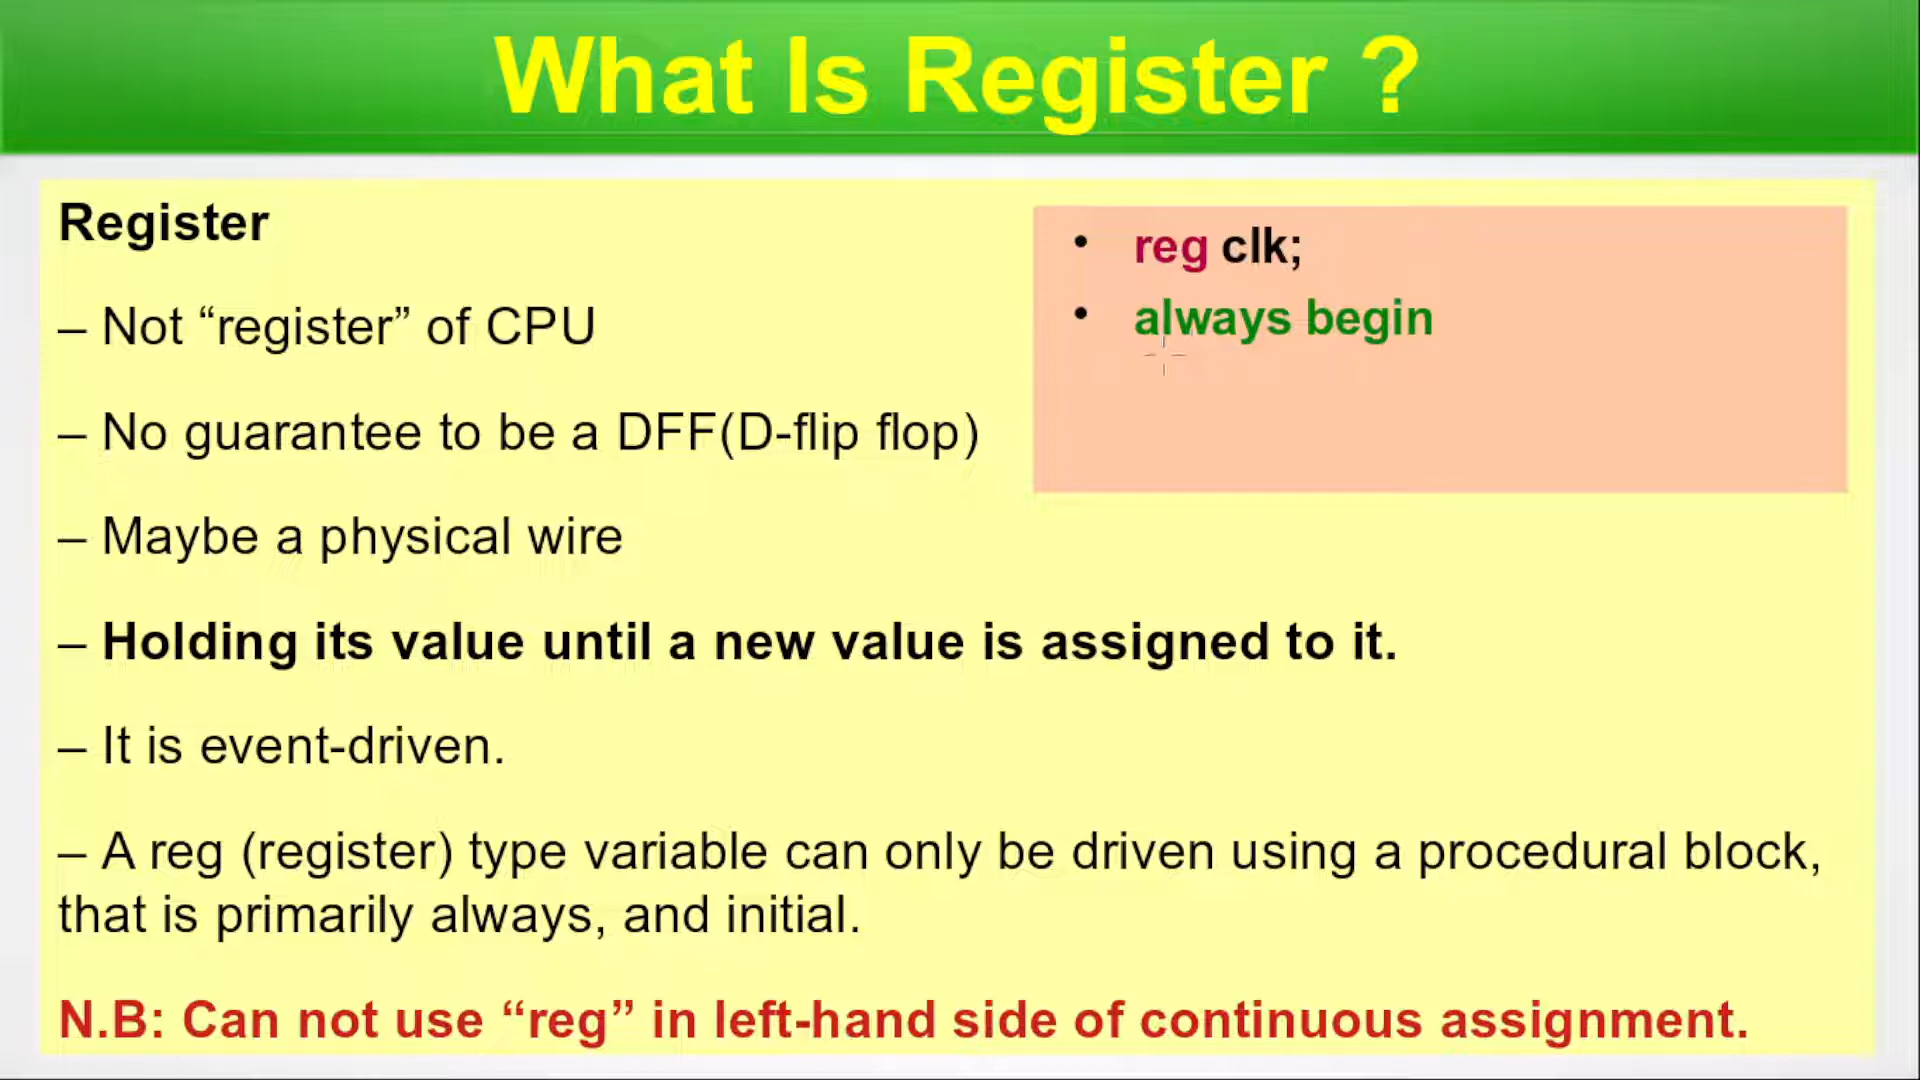 What Is Register ?
Register
– Not “register” of CPU
– No guarantee to be a DFF(D-flip flop)
– Maybe a physical wire
– Holding its value until a new value is assigned to it.
– It is event-driven.
– A reg (register) type variable can only be driven using a procedural block,
that is primarily always, and initial.
N.B: Can not use “reg” in left-hand side of continuous assignment.
• reg clk;
• always begin